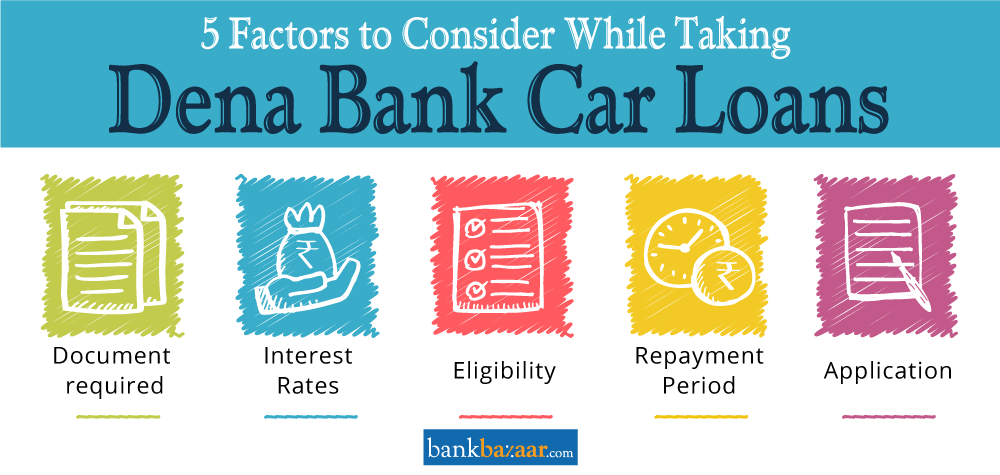 5 Factors to Consider While Taking
Dena Bank Car Loans
₹
₹
Document
required
Interest
Rates
Eligibility
Repayment
Period
Application
bankbazaar.com